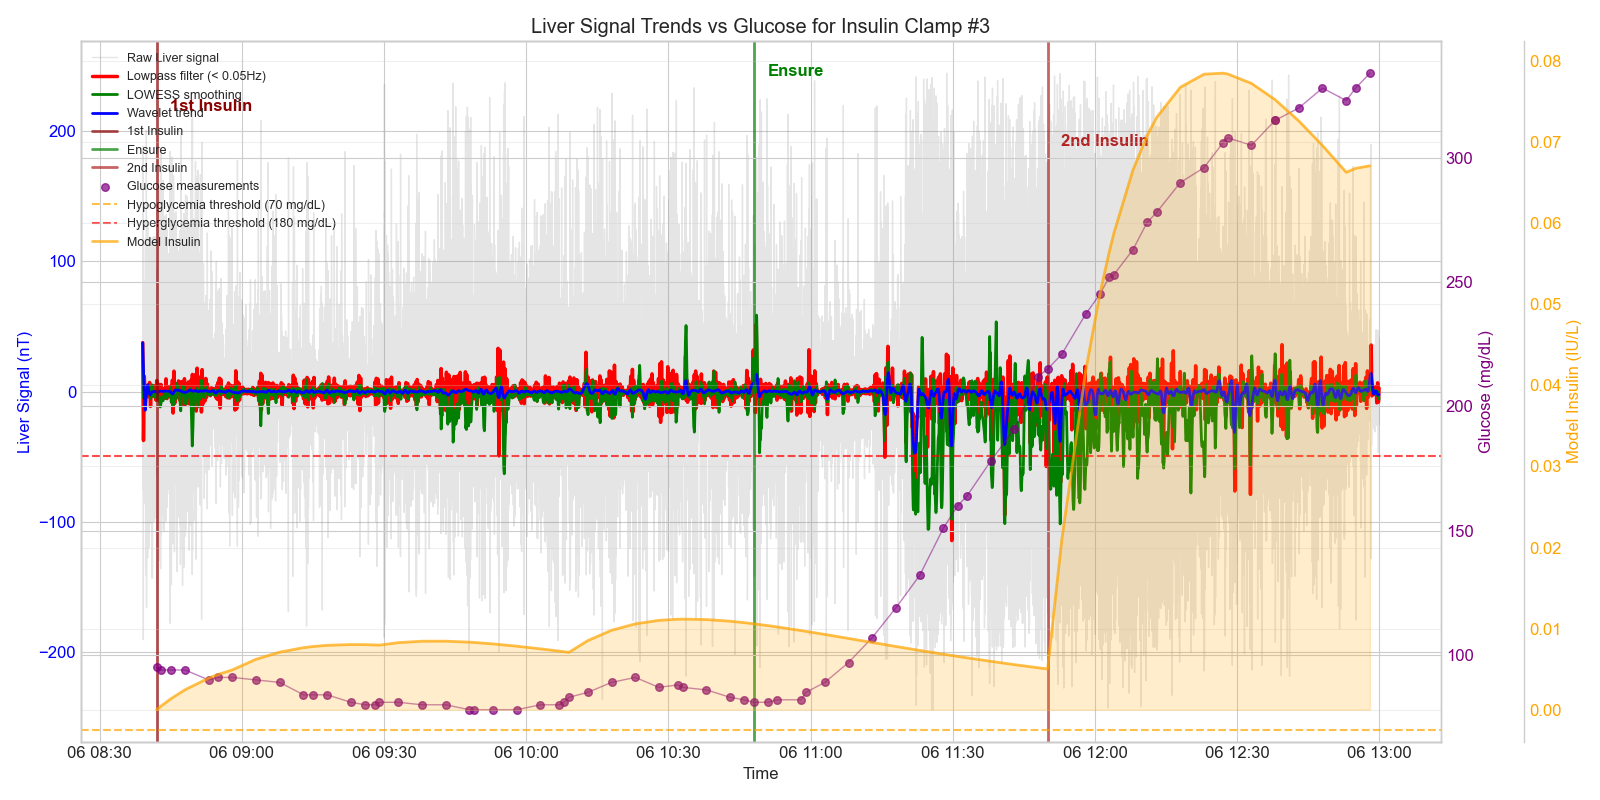 Liver Signal Trends vs Glucose for Insulin Clamp #3
Raw Liver signal
Lowpass filter (< 0.05Hz)
LOWESS smoothing
Wavelet trend
1st Insulin
Ensure
2nd Insulin
Glucose measurements
Hypoglycemia threshold (70 mg/dL)
Hyperglycemia threshold (180 mg/dL)
Model Insulin
1st Insulin
Ensure
2nd Insulin
Liver Signal (nT)
200
100
0
−100
−200
Glucose (mg/dL)
300
250
200
150
100
Model Insulin (IU/L)
0.08
0.07
0.06
0.05
0.04
0.03
0.02
0.01
0.00
06 08:30 06 09:00 06 09:30 06 10:00 06 10:30 06 11:00 06 11:30 06 12:00 06 12:30 06 13:00
Time